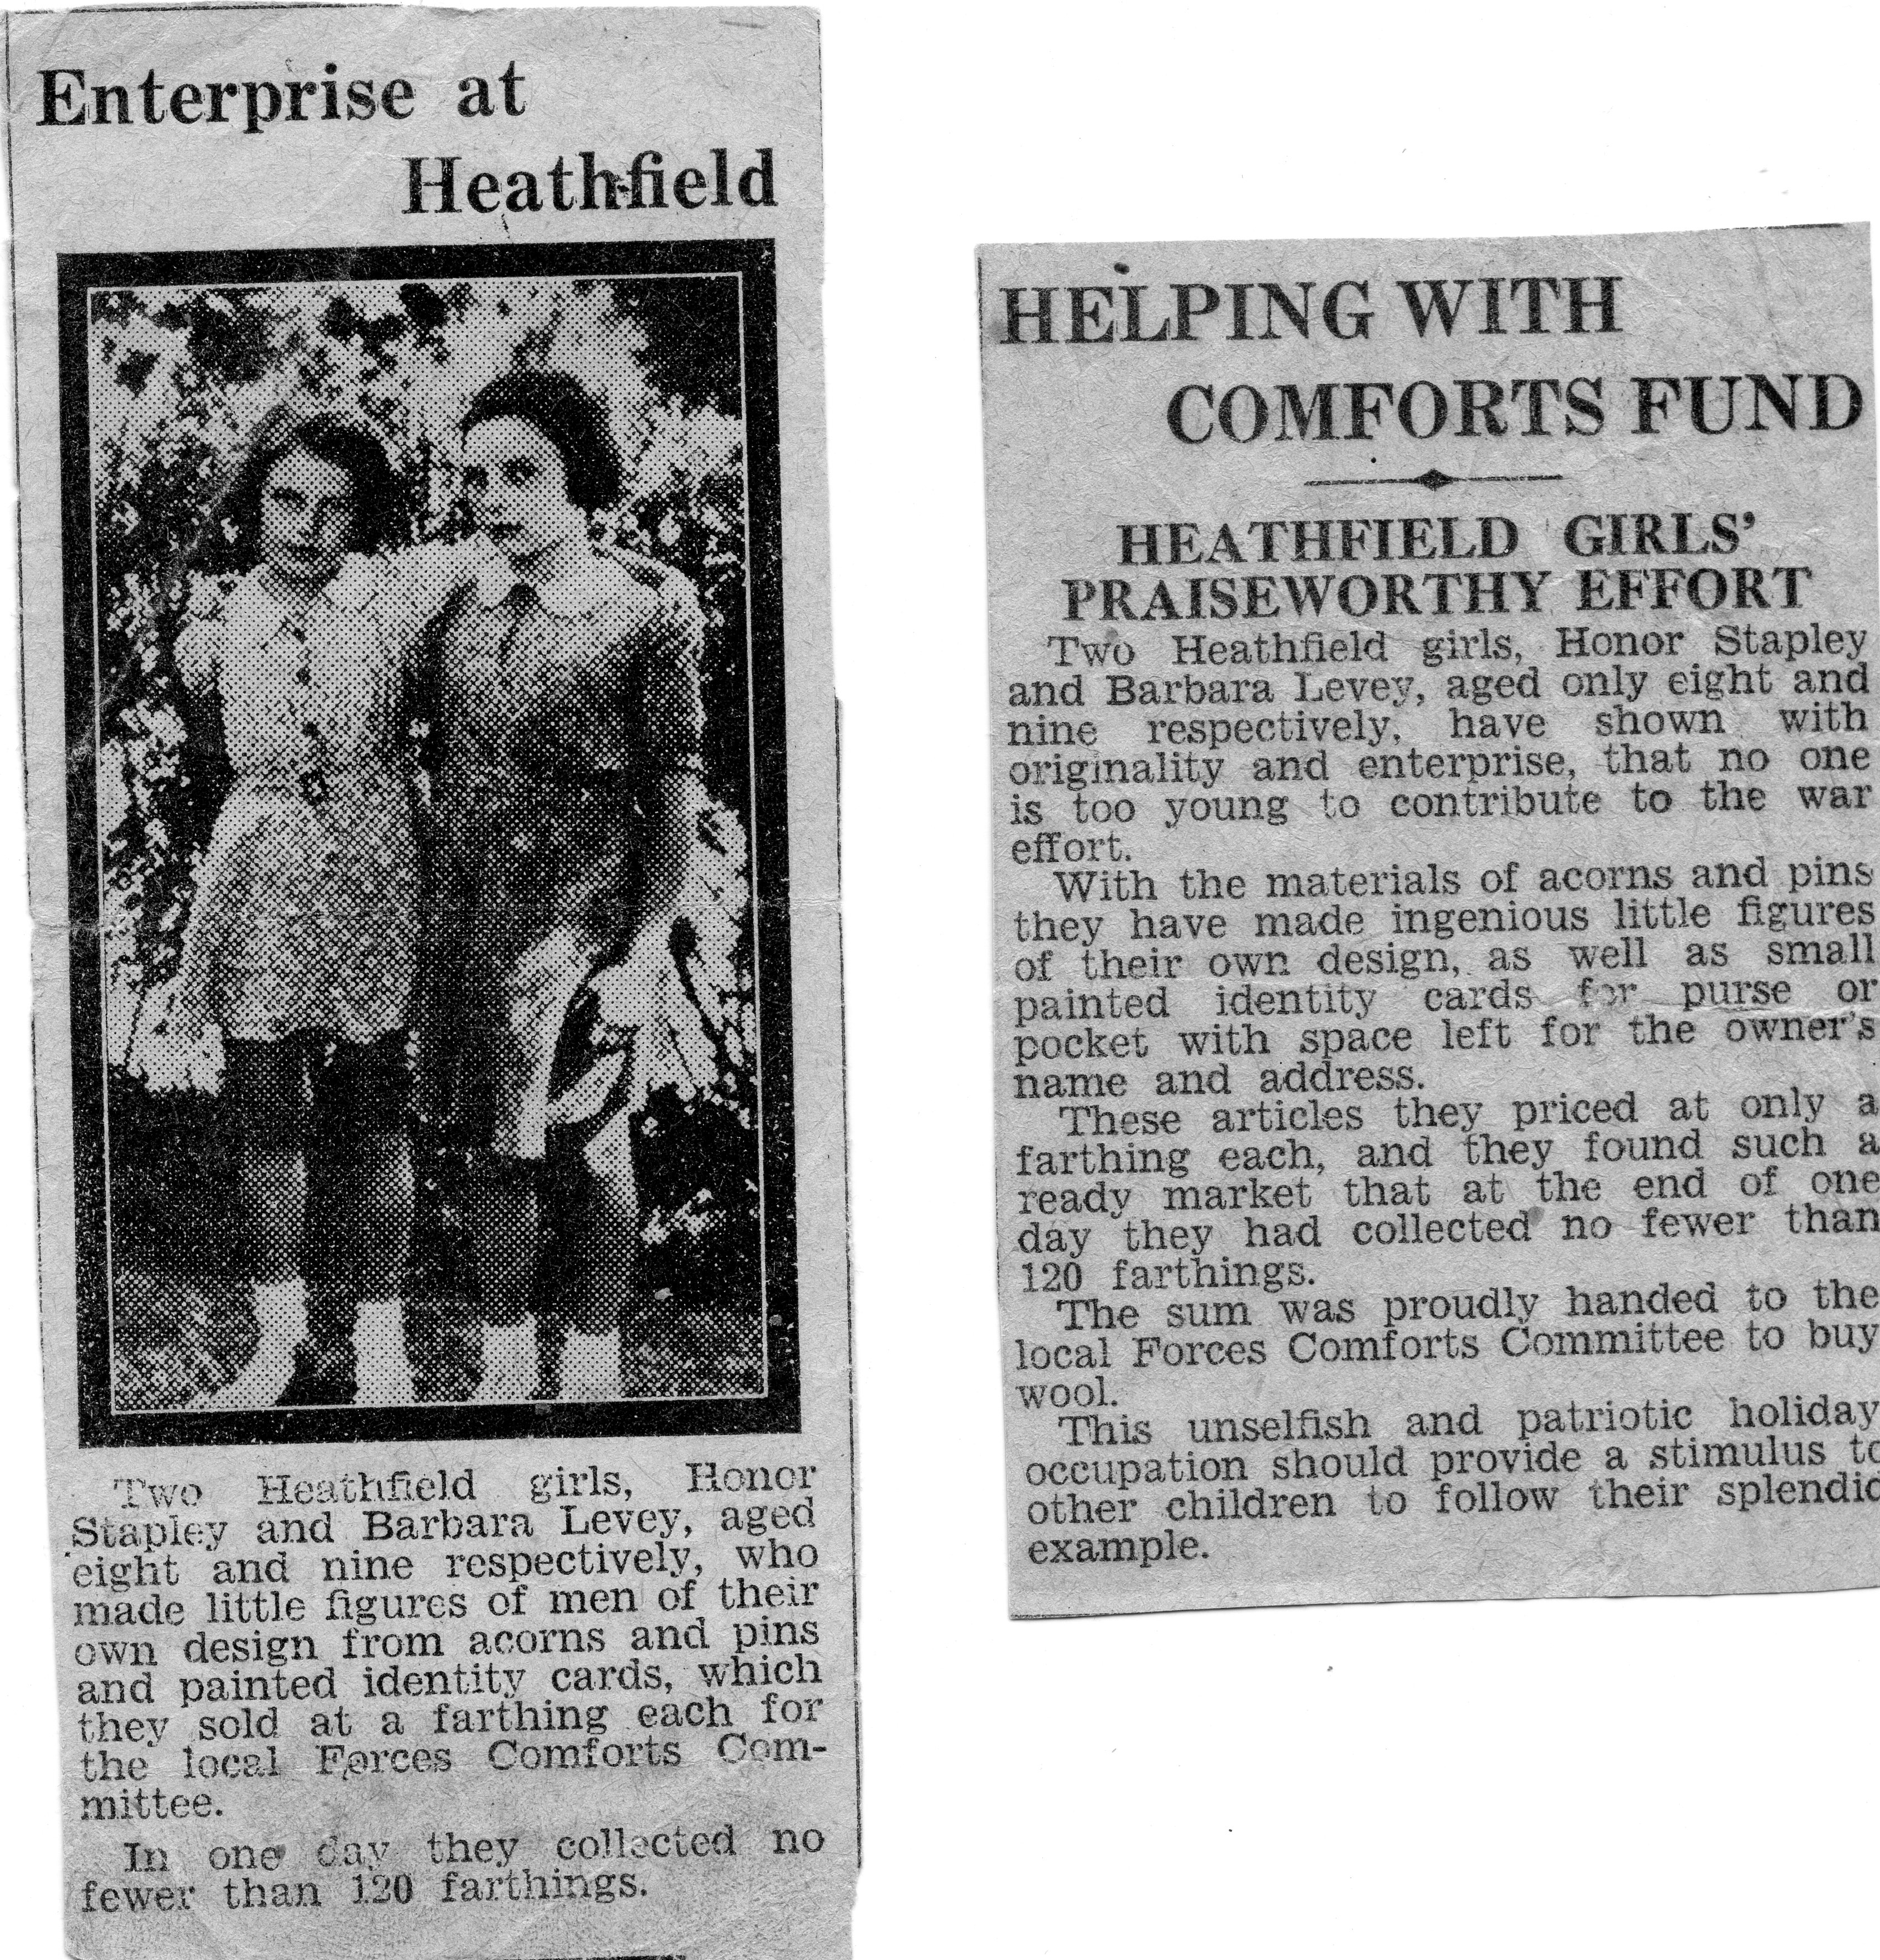 Enterprise at
Heathfield
Two Heathfield girls, Honor
Stapley and Barbara Levey, aged
eight and nine respectively, who
made little figures of men of their
own design from acorns and pins
and painted identity cards, which
they sold at a farthing each for
the local Forces Comforts Com-
mittee.
In one day they collected no
fewer than 120 farthings.
HELPING WITH
COMFORTS FUND
HEATHFIELD GIRLS'
PRAISEWORTHY EFFORT
Two Heathfield girls, Honor Stapley
and Barbara Levey, aged only eight and
nine respectively, have shown with
originality and enterprise, that no one
is too young to contribute to the war
effort.
With the materials of acorns and pins
they have made ingenious little figures
of their own design, as well as small
painted identity cards for purse or
pocket with space left for the owner's
name and address.
These articles they priced at only a
farthing each, and they found such a
ready market that at the end of one
day they had collected no fewer than
120 farthings.
The sum was proudly handed to the
local Forces Comforts Committee to buy
wool.
This unselfish and patriotic holiday
occupation should provide a stimulus to
other children to follow their splendid
example.